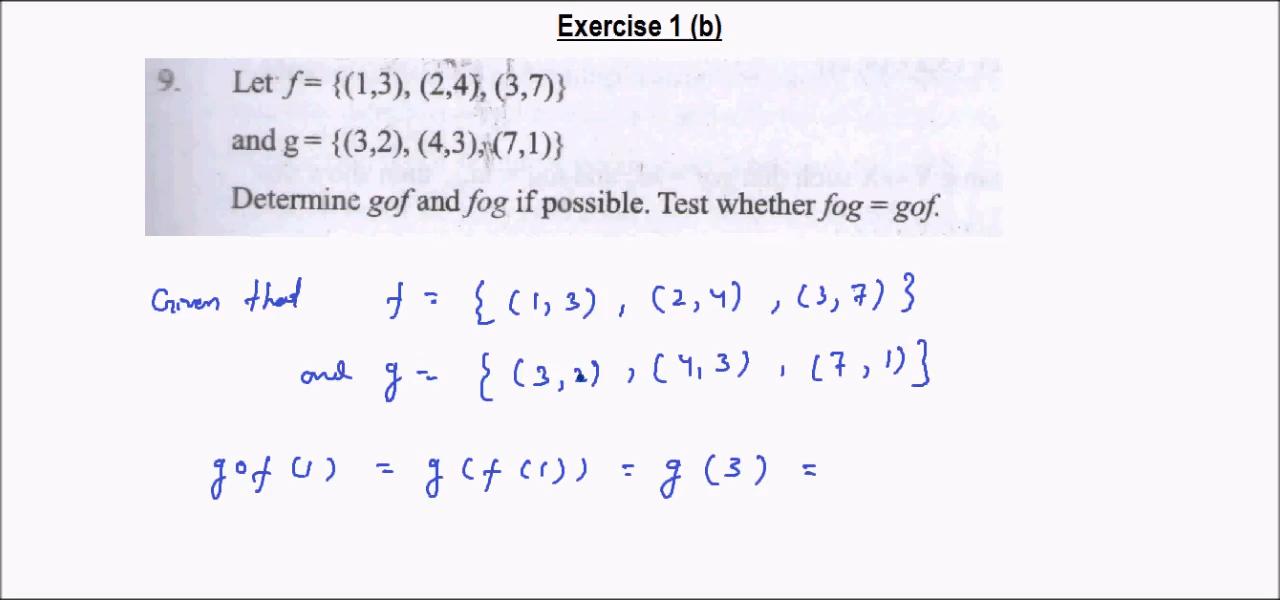 Exercise 1 (b)
9. Let f = {(1,3), (2,4), (3,7)}
and g = {(3,2), (4,3), (7,1)}
Determine gof and fog if possible. Test whether fog = gof.
Given that f = { (1, 3) , (2, 4) , (3, 7) }
and g = { (3, 2) , (4, 3) , (7, 1) }
gof (1) = g (f (1)) = g (3) =